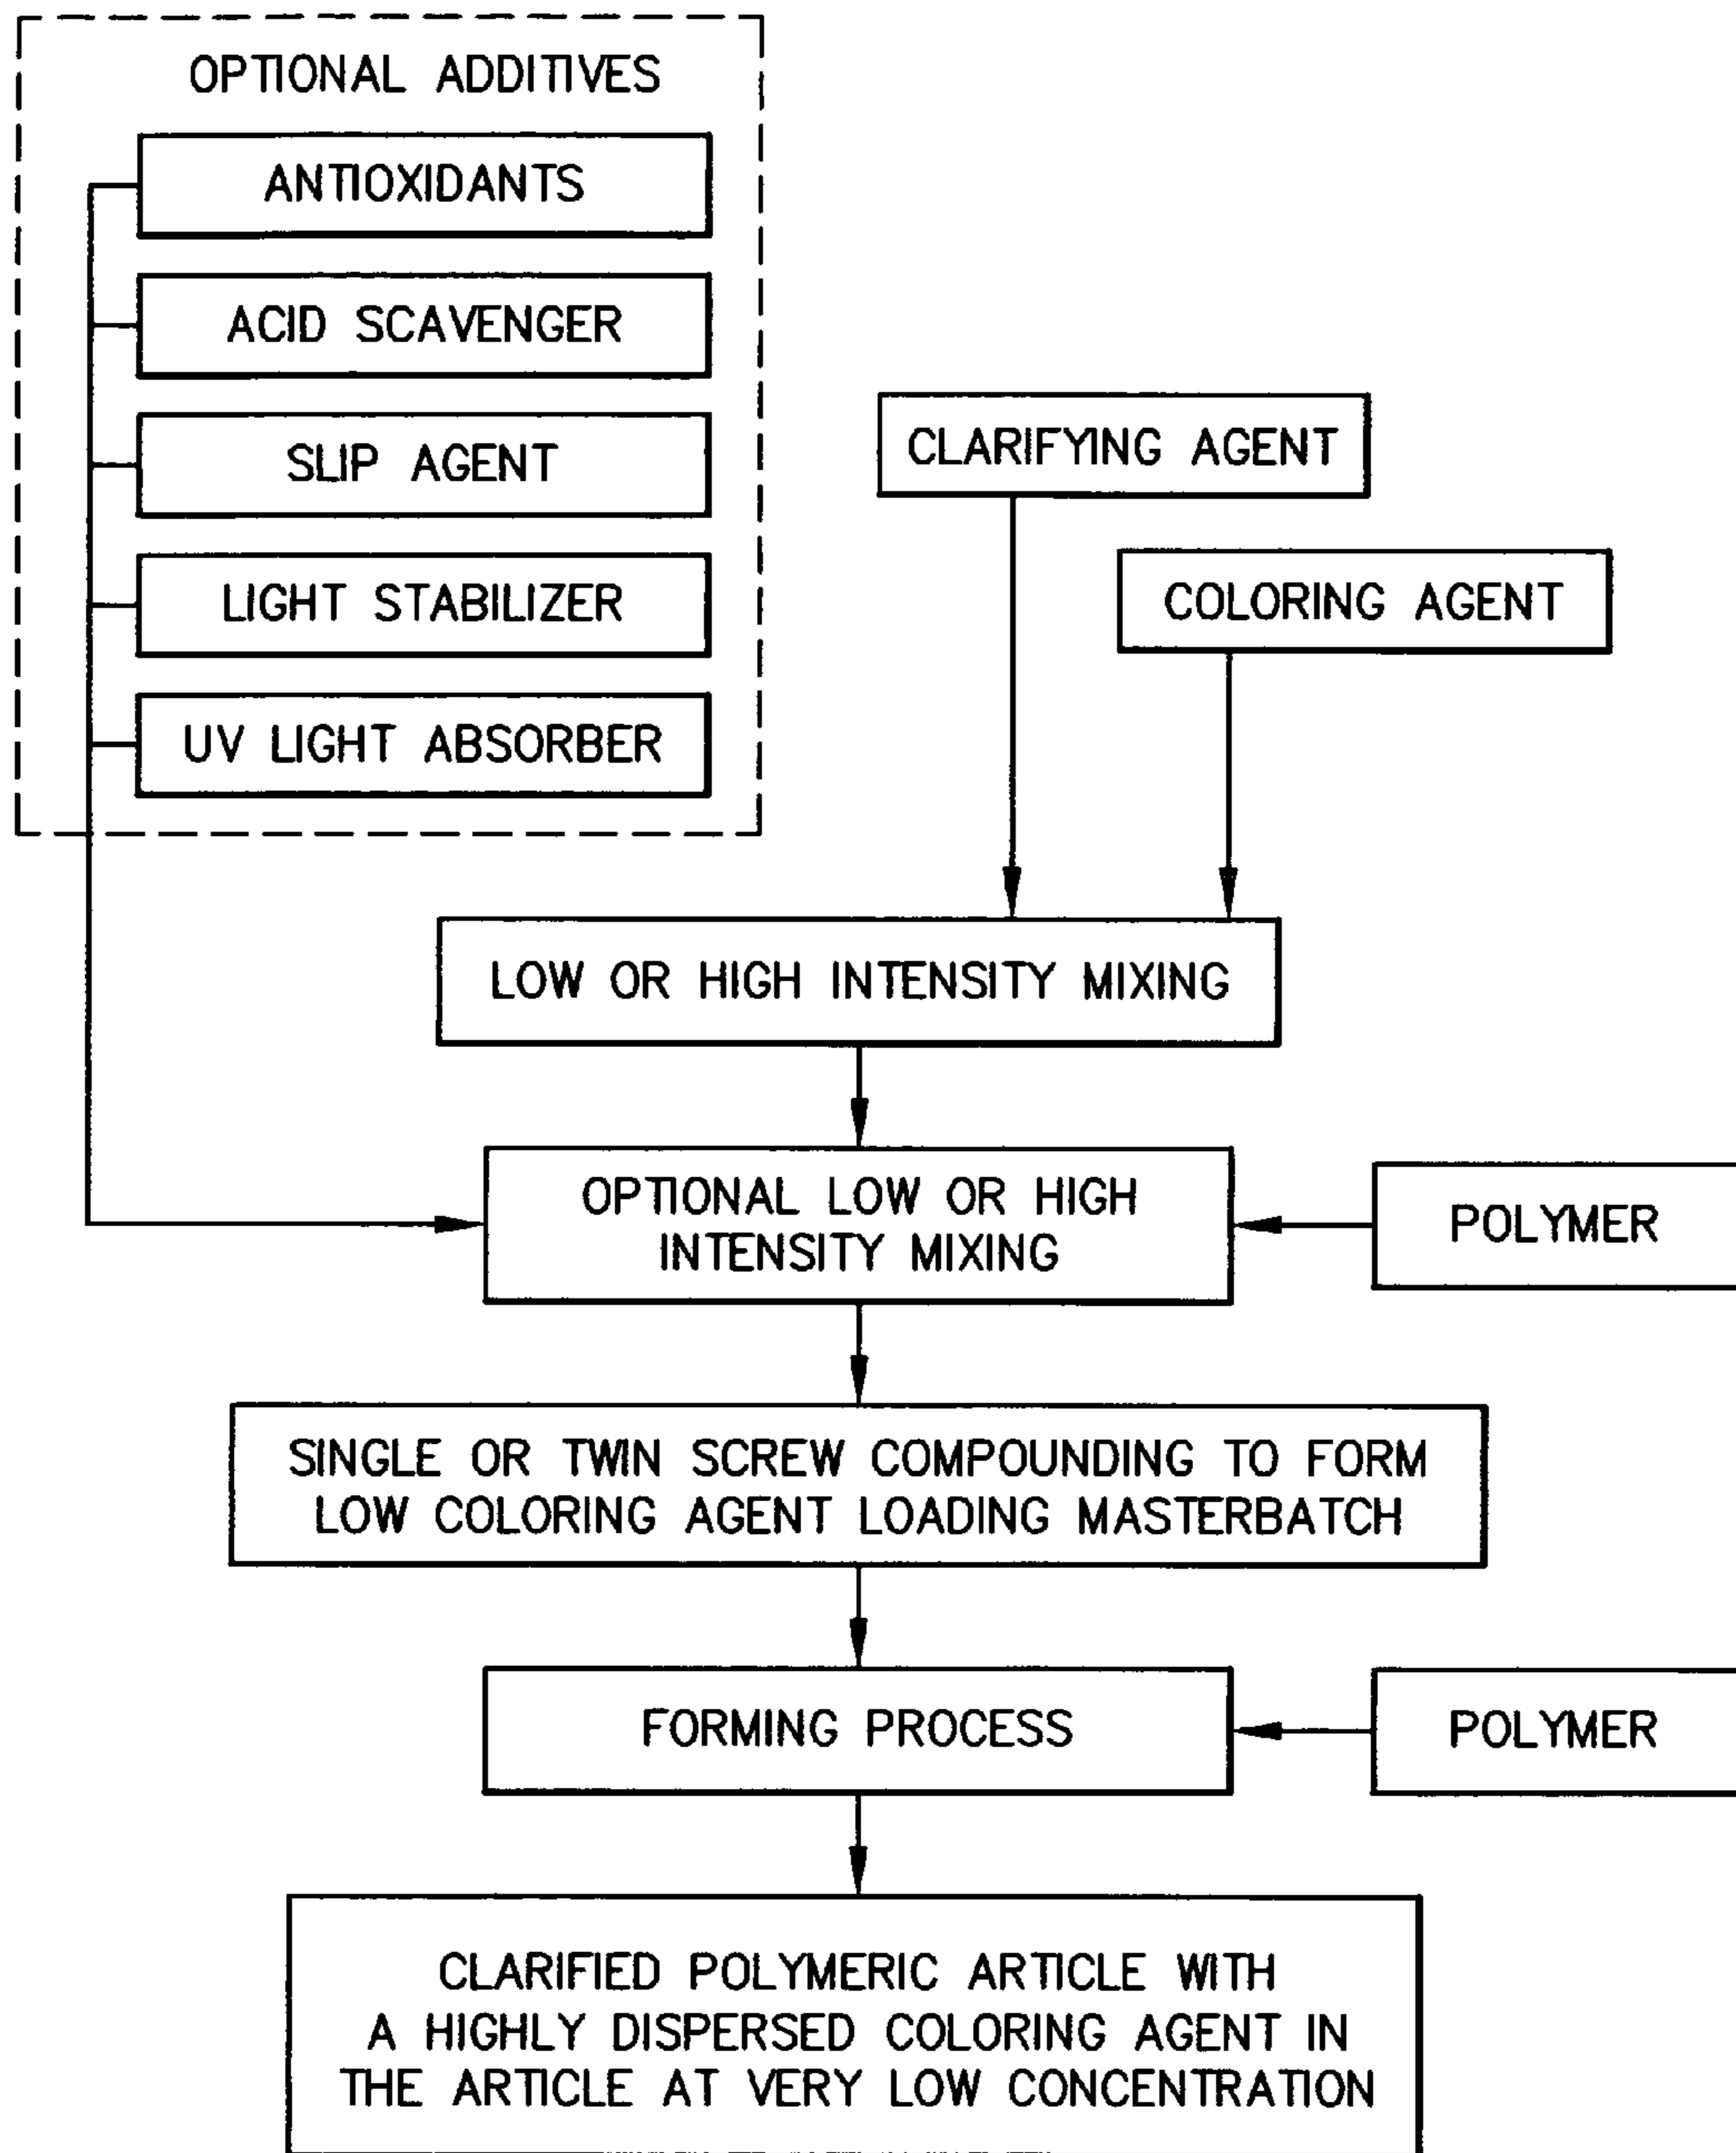 OPTIONAL ADDITIVES
ANTIOXIDANTS
ACID SCAVENGER
SLIP AGENT
LIGHT STABILIZER
UV LIGHT ABSORBER
CLARIFYING AGENT
COLORING AGENT
LOW OR HIGH INTENSITY MIXING
OPTIONAL LOW OR HIGH
INTENSITY MIXING
POLYMER
SINGLE OR TWIN SCREW COMPOUNDING TO FORM
LOW COLORING AGENT LOADING MASTERBATCH
FORMING PROCESS
POLYMER
CLARIFIED POLYMERIC ARTICLE WITH
A HIGHLY DISPERSED COLORING AGENT IN
THE ARTICLE AT VERY LOW CONCENTRATION